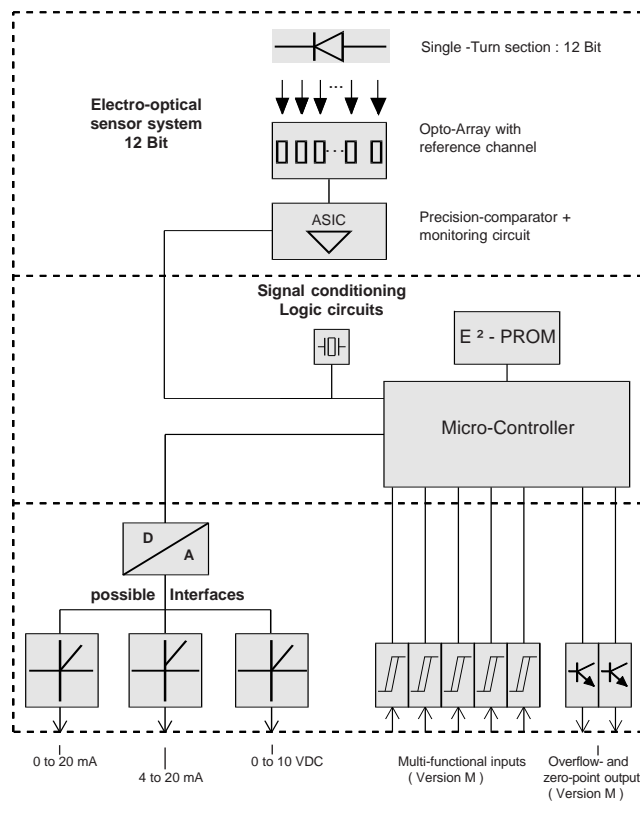 Single -Turn section : 12 Bit
Electro-optical
sensor system
12 Bit
Opto-Array with
reference channel
ASIC
Precision-comparator +
monitoring circuit
Signal conditioning
Logic circuits
E ² - PROM
Micro-Controller
D
A
possible Interfaces
0 to 20 mA
4 to 20 mA
0 to 10 VDC
Multi-functional inputs
( Version M )
Overflow- and
zero-point output
( Version M )